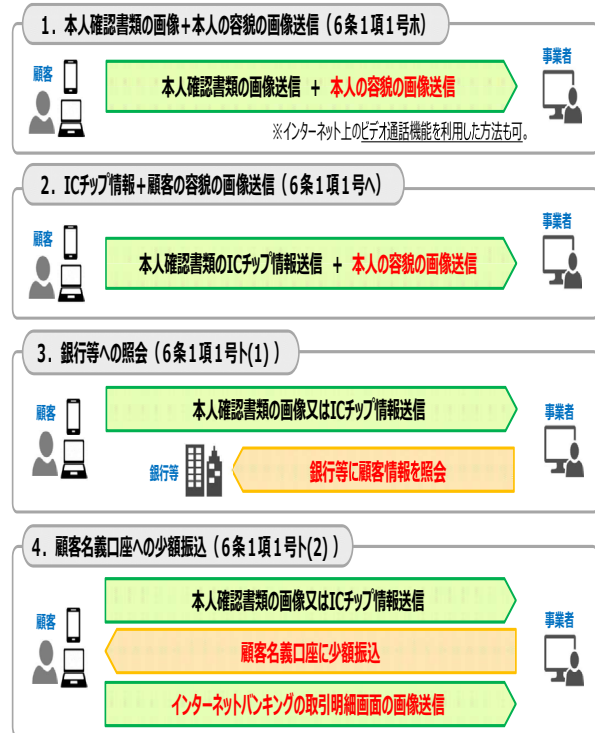 1. 本人確認書類の画像+本人の容貌の画像送信（6条1項1号ホ）
顧客
事業者
本人確認書類の画像送信 + 本人の容貌の画像送信
※インターネット上のビデオ通話機能を利用した方法も可。
2. ICチップ情報+顧客の容貌の画像送信（6条1項1号ヘ）
顧客
事業者
本人確認書類のICチップ情報送信 + 本人の容貌の画像送信
3. 銀行等への照会（6条1項1号ト(1)）
顧客
事業者
本人確認書類の画像又はICチップ情報送信
銀行等
銀行等に顧客情報を照会
4. 顧客名義口座への少額振込（6条1項1号ト(2)）
顧客
事業者
本人確認書類の画像又はICチップ情報送信
顧客名義口座に少額振込
インターネットバンキングの取引明細画面の画像送信